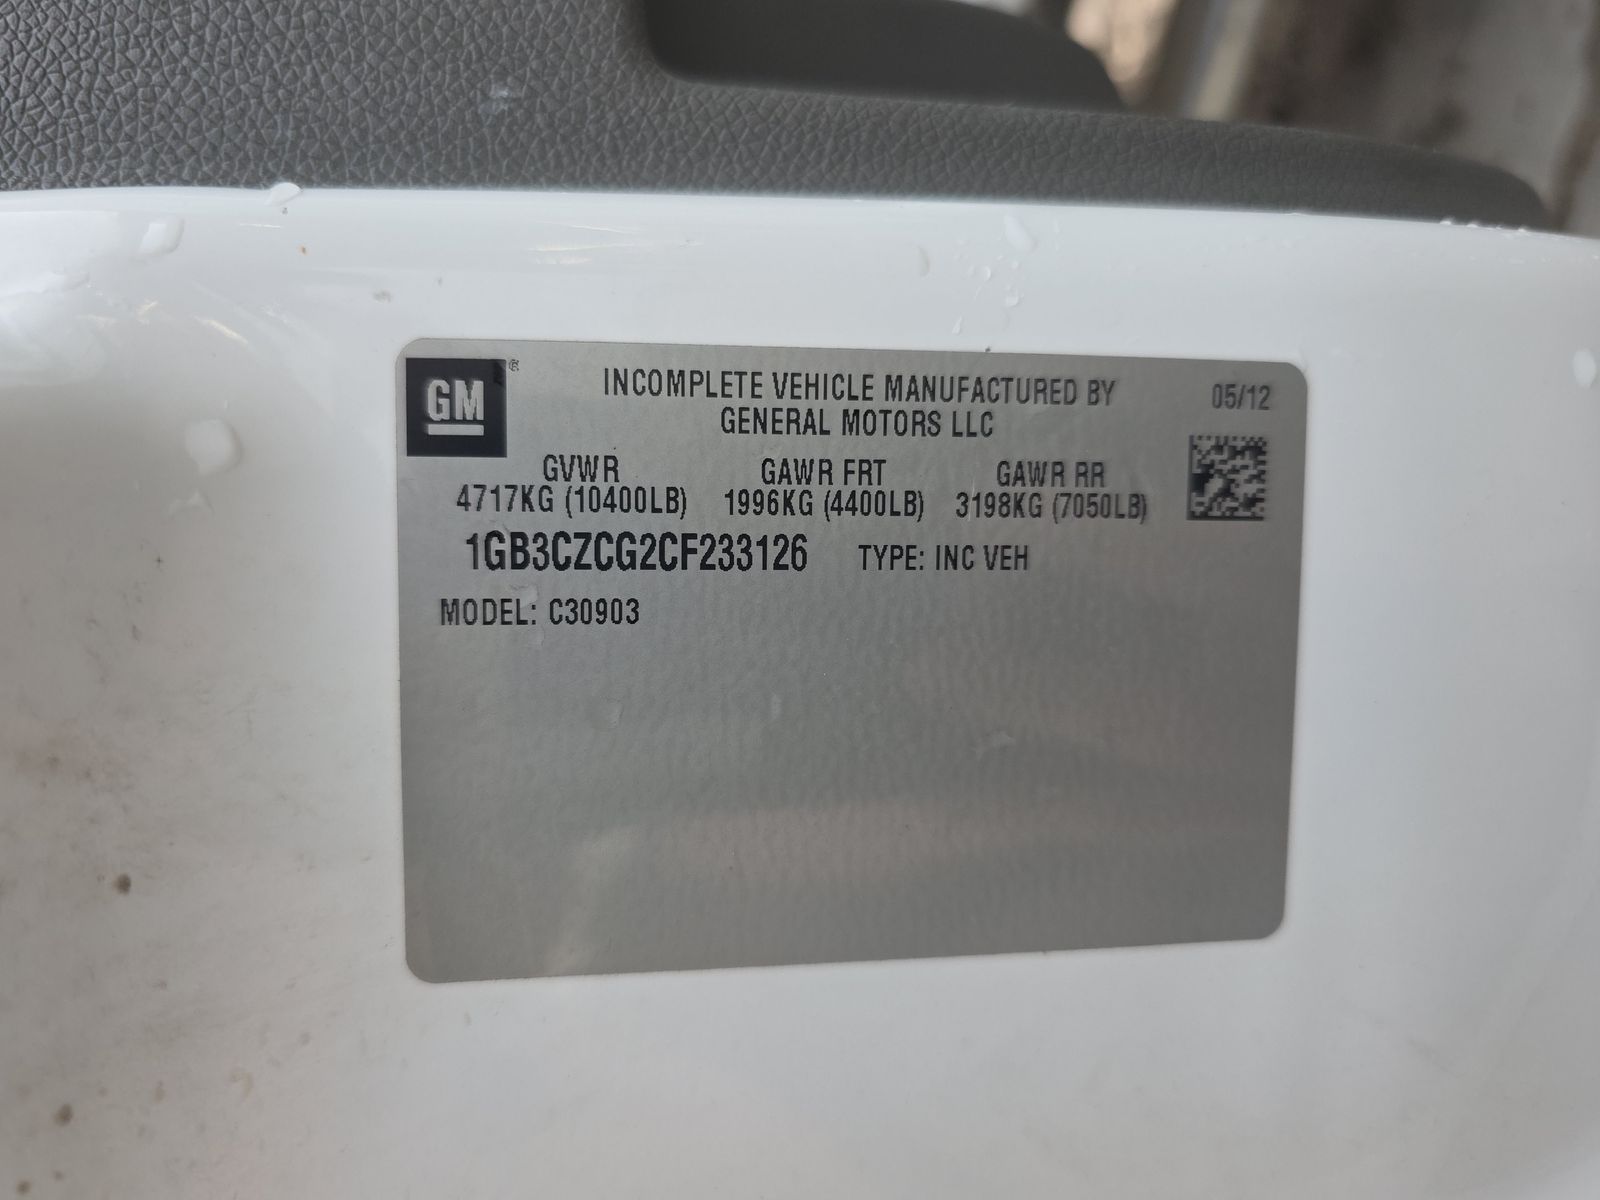 GM ®
INCOMPLETE VEHICLE MANUFACTURED BY 05/12
GENERAL MOTORS LLC
GVWR GAWR FRT GAWR RR
4717KG (10400LB) 1996KG (4400LB) 3198KG (7050LB)
1GB3CZCG2CF233126 TYPE: INC VEH
MODEL: C30903